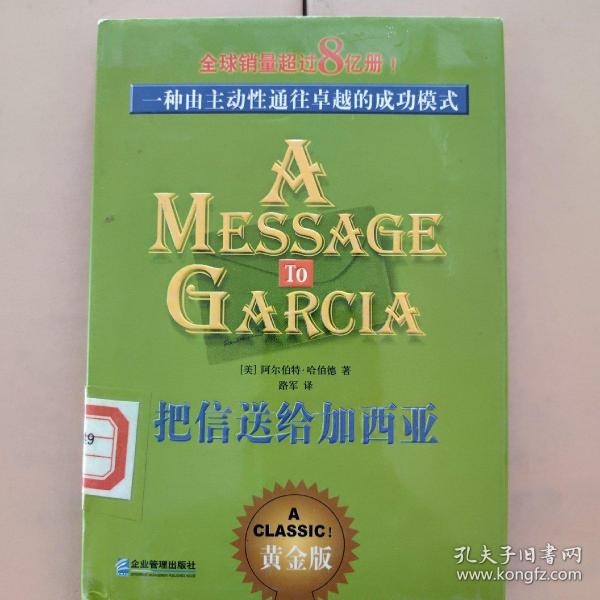 全球销量超过8亿册！
一种由主动性通往卓越的成功模式
A
MESSAGE
TO
GARCIA
[美] 阿尔伯特·哈伯德 著
路军 译
把信送给加西亚
29
A
CLASSIC!
黄金版
企业管理出版社
孔夫子旧书网
www.kongfz.com